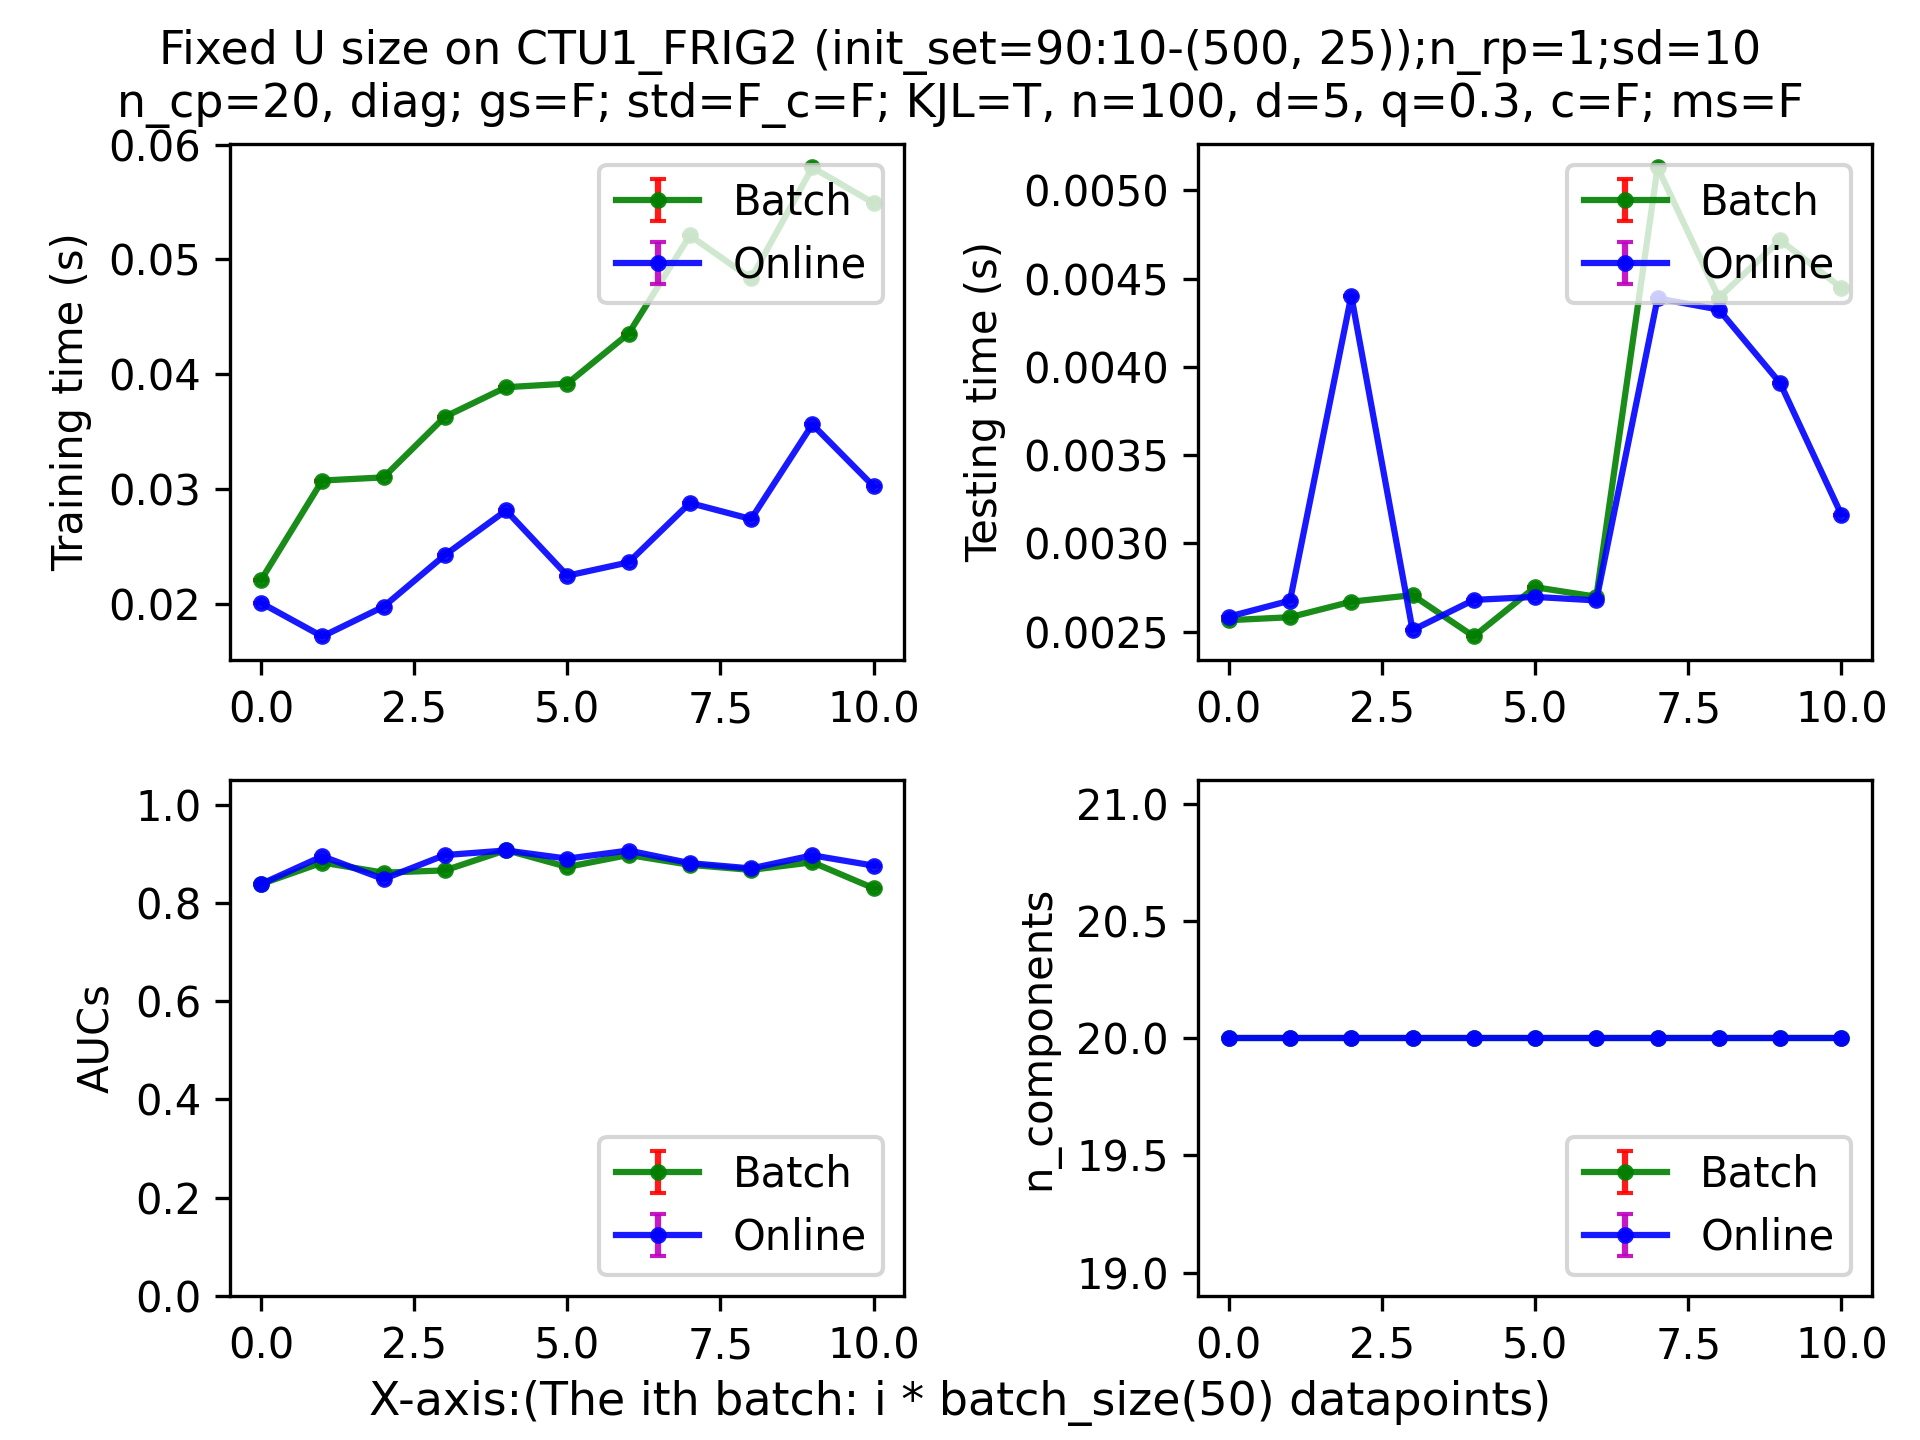 Fixed U size on CTU1_FRIG2 (init_set=90:10-(500, 25));n_rp=1;sd=10
n_cp=20, diag; gs=F; std=F_c=F; KJL=T, n=100, d=5, q=0.3, c=F; ms=F
Training time (s)
0.06
0.05
0.04
0.03
0.02
0.0 2.5 5.0 7.5 10.0
Batch
Online
Testing time (s)
0.0050
0.0045
0.0040
0.0035
0.0030
0.0025
0.0 2.5 5.0 7.5 10.0
Batch
Online
AUCs
1.0
0.8
0.6
0.4
0.2
0.0
0.0 2.5 5.0 7.5 10.0
Batch
Online
n_components
21.0
20.5
20.0
19.5
19.0
0.0 2.5 5.0 7.5 10.0
Batch
Online
X-axis:(The ith batch: i * batch_size(50) datapoints)